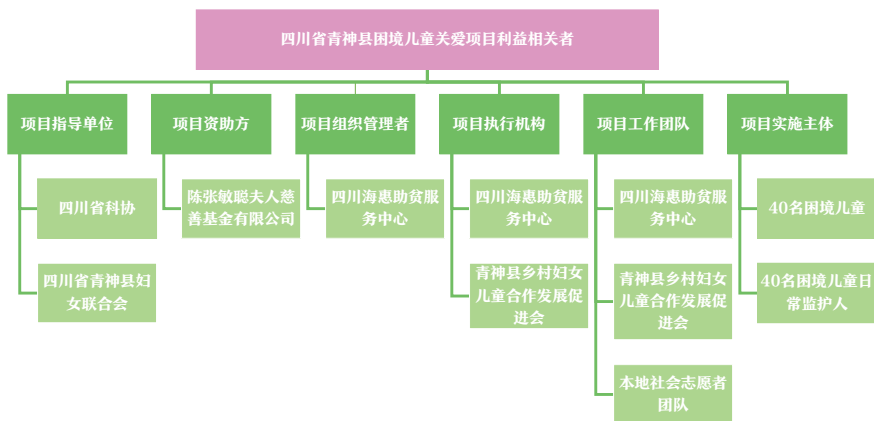 四川省青神县困境儿童关爱项目利益相关者
项目指导单位
四川省科协
四川省青神县妇
女联合会
项目资助方
陈张敏聪夫人慈
善基金有限公司
项目组织管理者
四川海惠助贫服
务中心
项目执行机构
四川海惠助贫服
务中心
青神县乡村妇女
儿童合作发展促
进会
项目工作团队
四川海惠助贫服
务中心
青神县乡村妇女
儿童合作发展促
进会
本地社会志愿者
团队
项目实施主体
40名困境儿童
40名困境儿童日
常监护人